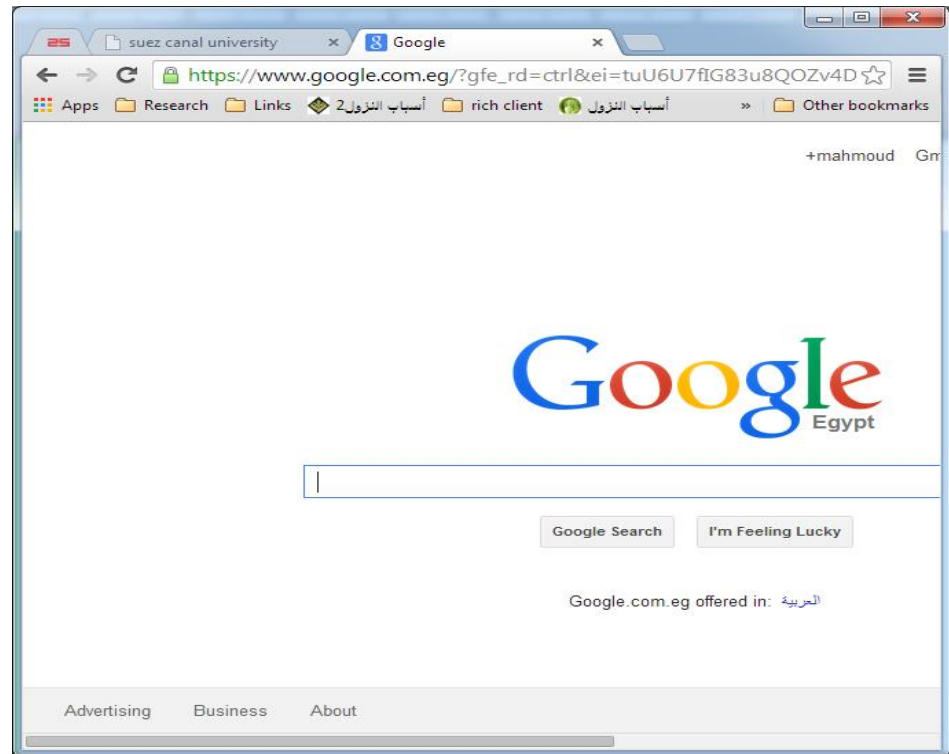 as suez canal university Google
https://www.google.com.eg/?gfe_rd=ctrl&ei=tuU6U7fIG83u8QOZv4D
Apps Research Links أسباب النزول2 rich client أسباب النزول » Other bookmarks
+mahmoud Gm
Google
Egypt
Google Search I'm Feeling Lucky
Google.com.eg offered in: العربية
Advertising Business About